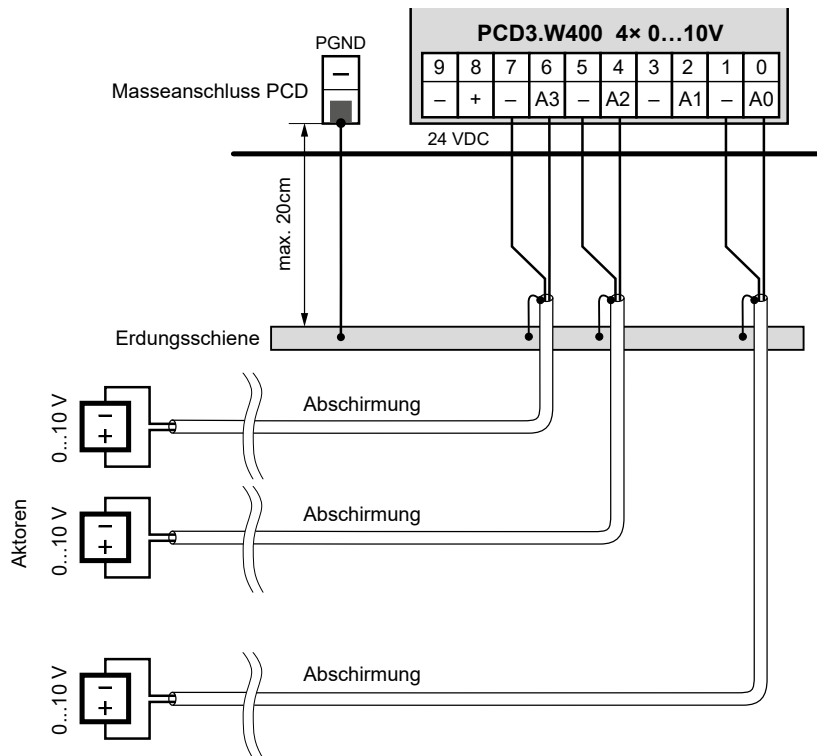 PCD3.W400 4× 0...10V
PGND
9 8 7 6 5 4 3 2 1 0
– + – A3 – A2 – A1 – A0
–
Masseanschluss PCD
24 VDC
max. 20cm
Erdungsschiene
0...10 V
–
+
Abschirmung
Aktoren
0...10 V
–
+
Abschirmung
0...10 V
–
+
Abschirmung